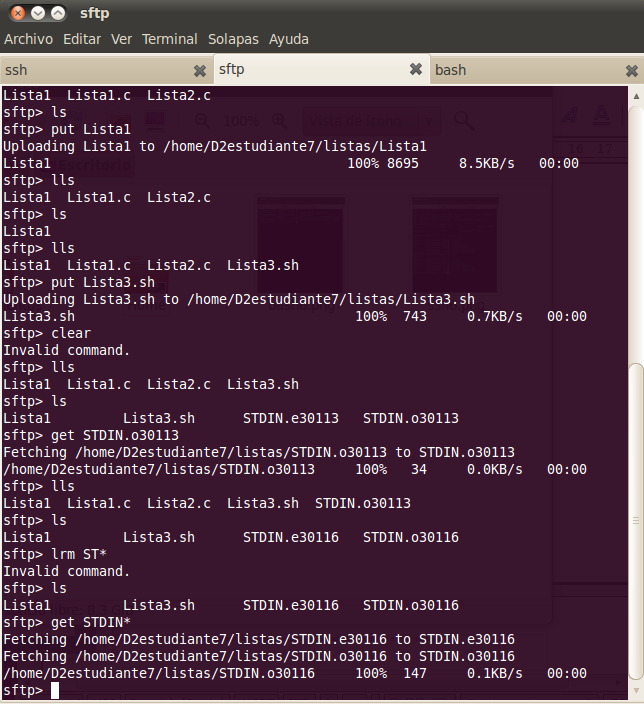 sftp
Archivo Editar Ver Terminal Solapas Ayuda
ssh sftp bash
Lista1  Lista1.c  Lista2.c
sftp> ls
sftp> put Lista1
Uploading Lista1 to /home/D2estudiante7/listas/Lista1
Lista1                                     100% 8695     8.5KB/s   00:00
sftp> lls
Lista1  Lista1.c  Lista2.c
sftp> ls
Lista1
sftp> lls
Lista1  Lista1.c  Lista2.c  Lista3.sh
sftp> put Lista3.sh
Uploading Lista3.sh to /home/D2estudiante7/listas/Lista3.sh
Lista3.sh                                   100%  743     0.7KB/s   00:00
sftp> clear
Invalid command.
sftp> lls
Lista1  Lista1.c  Lista2.c  Lista3.sh
sftp> ls
Lista1         Lista3.sh      STDIN.e30113   STDIN.o30113
sftp> get STDIN.o30113
Fetching /home/D2estudiante7/listas/STDIN.o30113 to STDIN.o30113
/home/D2estudiante7/listas/STDIN.o30113     100%   34     0.0KB/s   00:00
sftp> lls
Lista1  Lista1.c  Lista2.c  Lista3.sh  STDIN.o30113
sftp> ls
Lista1         Lista3.sh      STDIN.e30116   STDIN.o30116
sftp> lrm ST*
Invalid command.
sftp> ls
Lista1         Lista3.sh      STDIN.e30116   STDIN.o30116
sftp> get STDIN*
Fetching /home/D2estudiante7/listas/STDIN.e30116 to STDIN.e30116
Fetching /home/D2estudiante7/listas/STDIN.o30116 to STDIN.o30116
/home/D2estudiante7/listas/STDIN.o30116     100%  147     0.1KB/s   00:00
sftp>